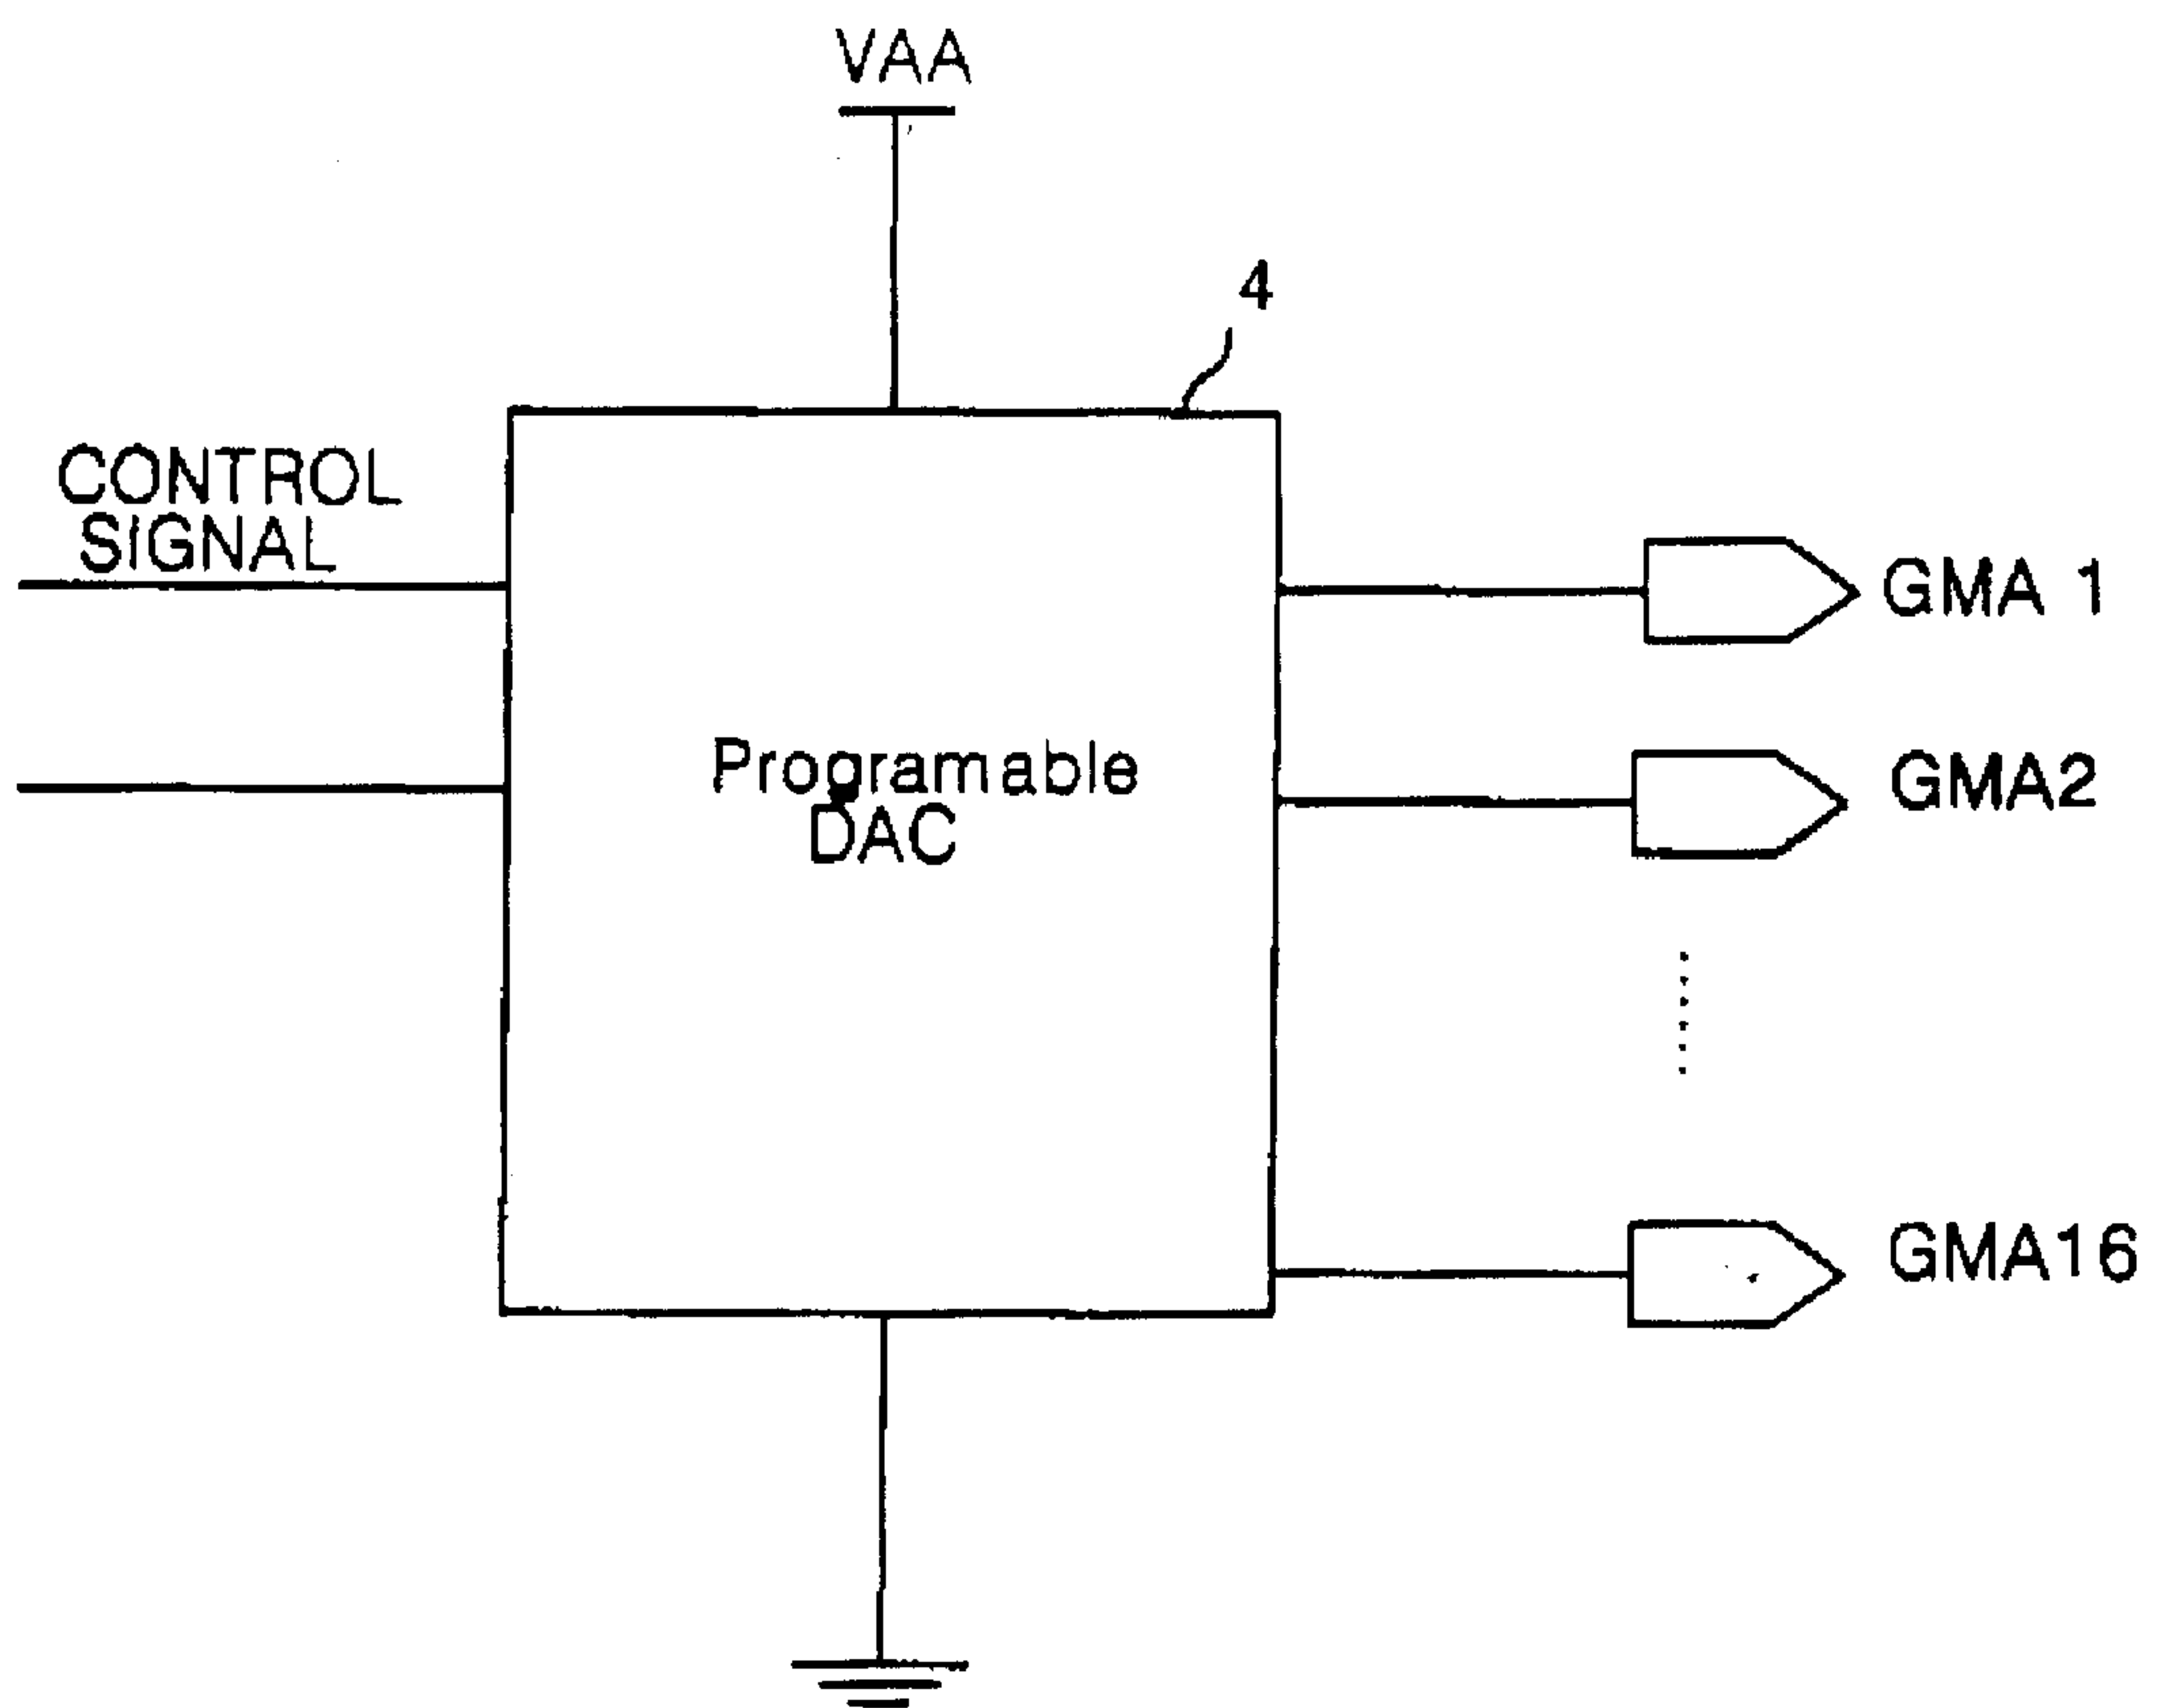 VAA
4
CONTROL
SIGNAL
GMA 1
Programable
DAC
GMA2
GMA16